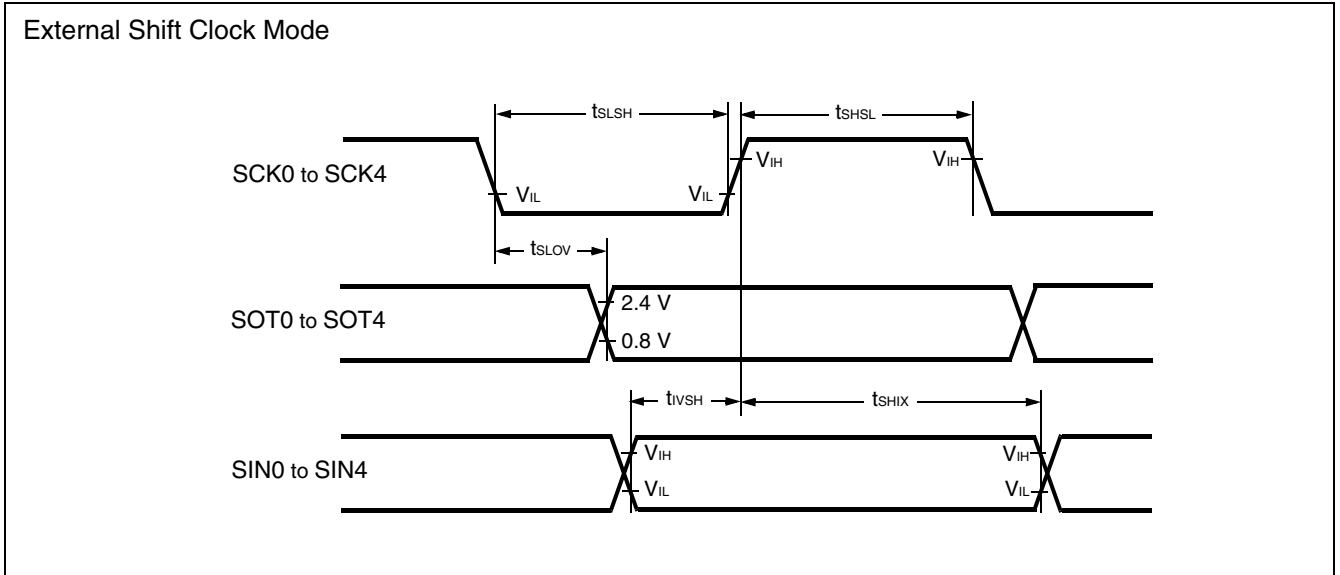 External Shift Clock Mode
tSLSH
tSHSL
SCK0 to SCK4
VIL
VIL
VIH
VIH
tSLOV
SOT0 to SOT4
2.4 V
0.8 V
tIVSH
tSHIX
SIN0 to SIN4
VIH
VIL
VIH
VIL